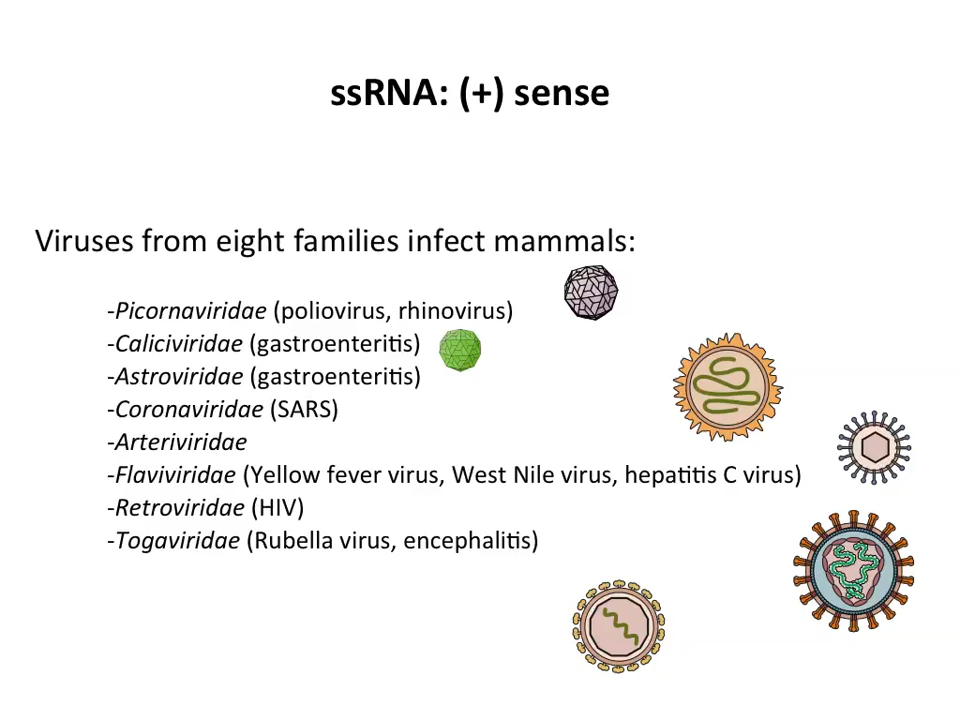 ssRNA: (+) sense
Viruses from eight families infect mammals:
-Picornaviridae (poliovirus, rhinovirus)
-Caliciviridae (gastroenteritis)
-Astroviridae (gastroenteritis)
-Coronaviridae (SARS)
-Arteriviridae
-Flaviviridae (Yellow fever virus, West Nile virus, hepatitis C virus)
-Retroviridae (HIV)
-Togaviridae (Rubella virus, encephalitis)